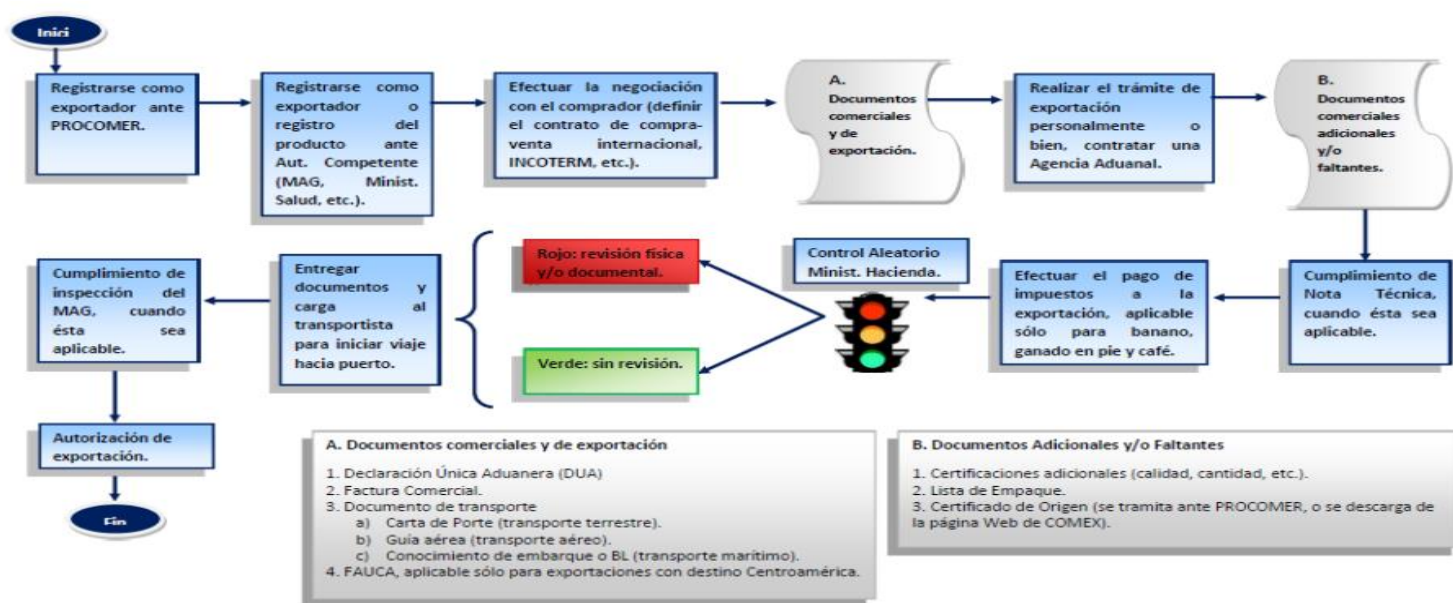 Inici
Registrarse como
exportador ante
PROCOMER.
Registrarse como
exportador o
registro del
producto ante
Aut. Competente
(MAG, Minist.
Salud, etc.).
Efectuar la negociación
con el comprador (definir
el contrato de compra-
venta internacional,
INCOTERM, etc.).
A.
Documentos
comerciales
y de
exportación.
Realizar el trámite de
exportación
personalmente o
bien, contratar una
Agencia Aduanal.
B.
Documentos
comerciales
adicionales
y/o
faltantes.
Cumplimiento de
Nota Técnica,
cuando ésta sea
aplicable.
Efectuar el pago de
impuestos a la
exportación, aplicable
sólo para banano,
ganado en pie y café.
Control Aleatorio
Minist. Hacienda.
Rojo: revisión física
y/o documental.
Verde: sin revisión.
Entregar
documentos y
carga al
transportista
para iniciar viaje
hacia puerto.
Cumplimiento de
inspección del
MAG, cuando
ésta sea
aplicable.
Autorización de
exportación.
Fin
A. Documentos comerciales y de exportación
1. Declaración Única Aduanera (DUA)
2. Factura Comercial.
3. Documento de transporte
a) Carta de Porte (transporte terrestre).
b) Guía aérea (transporte aéreo).
c) Conocimiento de embarque o BL (transporte marítimo).
4. FAUCA, aplicable sólo para exportaciones con destino Centroamérica.
B. Documentos Adicionales y/o Faltantes
1. Certificaciones adicionales (calidad, cantidad, etc.).
2. Lista de Empaque.
3. Certificado de Origen (se tramita ante PROCOMER, o se descarga de
la página Web de COMEX).